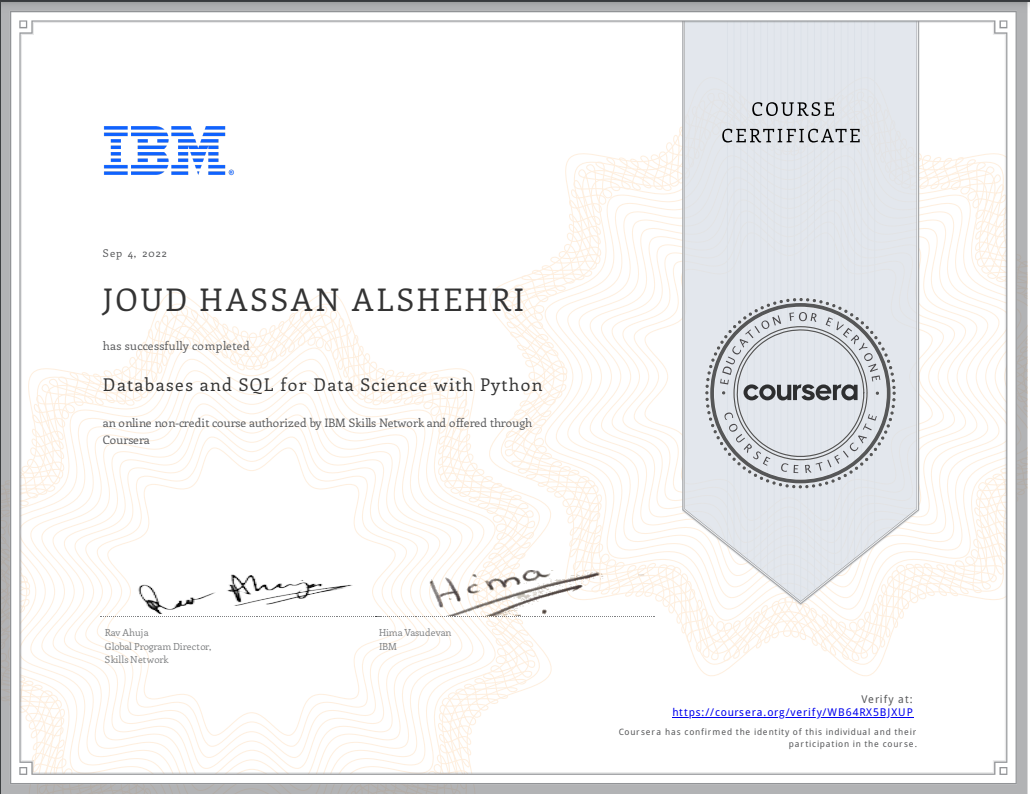 IBM®
COURSE
CERTIFICATE
Sep 4, 2022
JOUD HASSAN ALSHEHRI
has successfully completed
Databases and SQL for Data Science with Python
an online non-credit course authorized by IBM Skills Network and offered through
Coursera
EDUCATION FOR EVERYONE
coursera
COURSE CERTIFICATE
Rav Ahuja
Hima
Rav Ahuja
Global Program Director,
Skills Network
Hima Vasudevan
IBM
Verify at:
https://coursera.org/verify/WB64RX5BJXUP
Coursera has confirmed the identity of this individual and their
participation in the course.